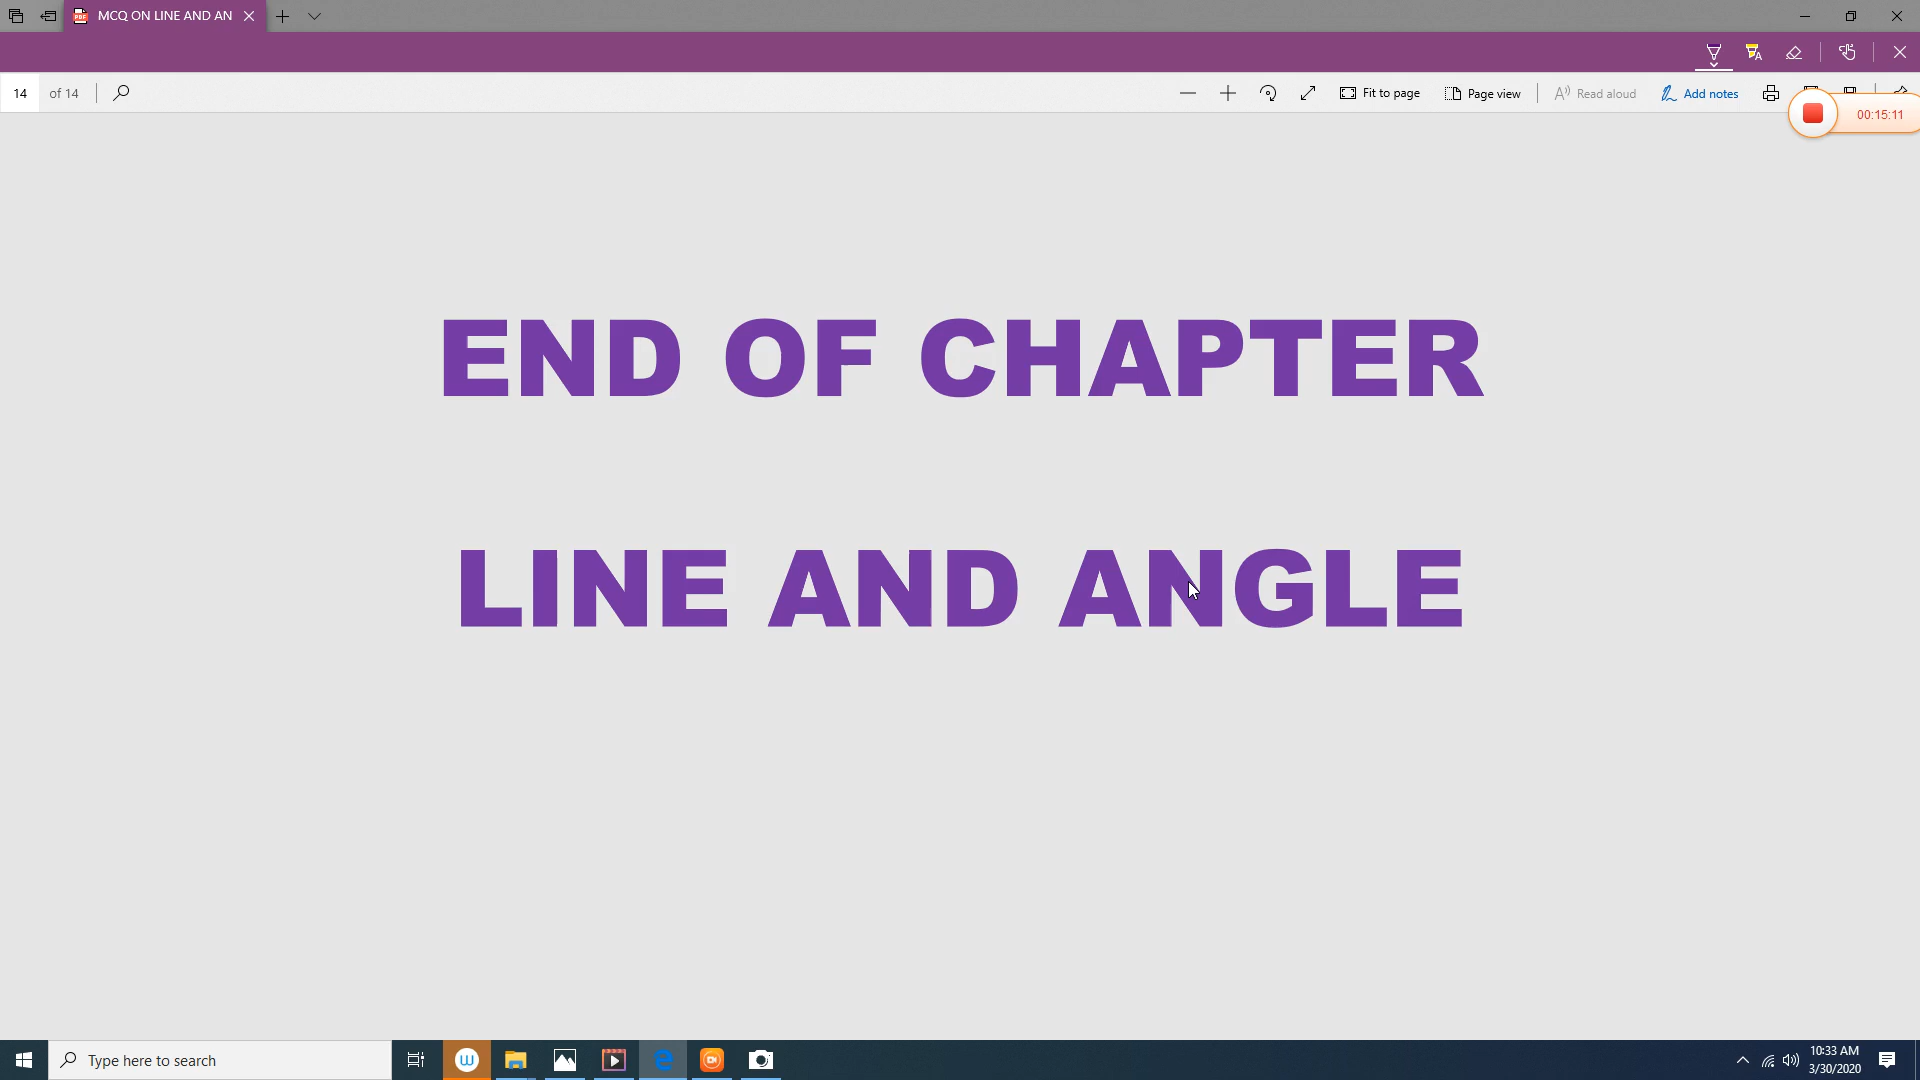 MCQ ON LINE AND AN
14 of 14
Fit to page
Page view
Read aloud
Add notes
00:15:11
END OF CHAPTER
LINE AND ANGLE
Type here to search
10:33 AM
3/30/2020